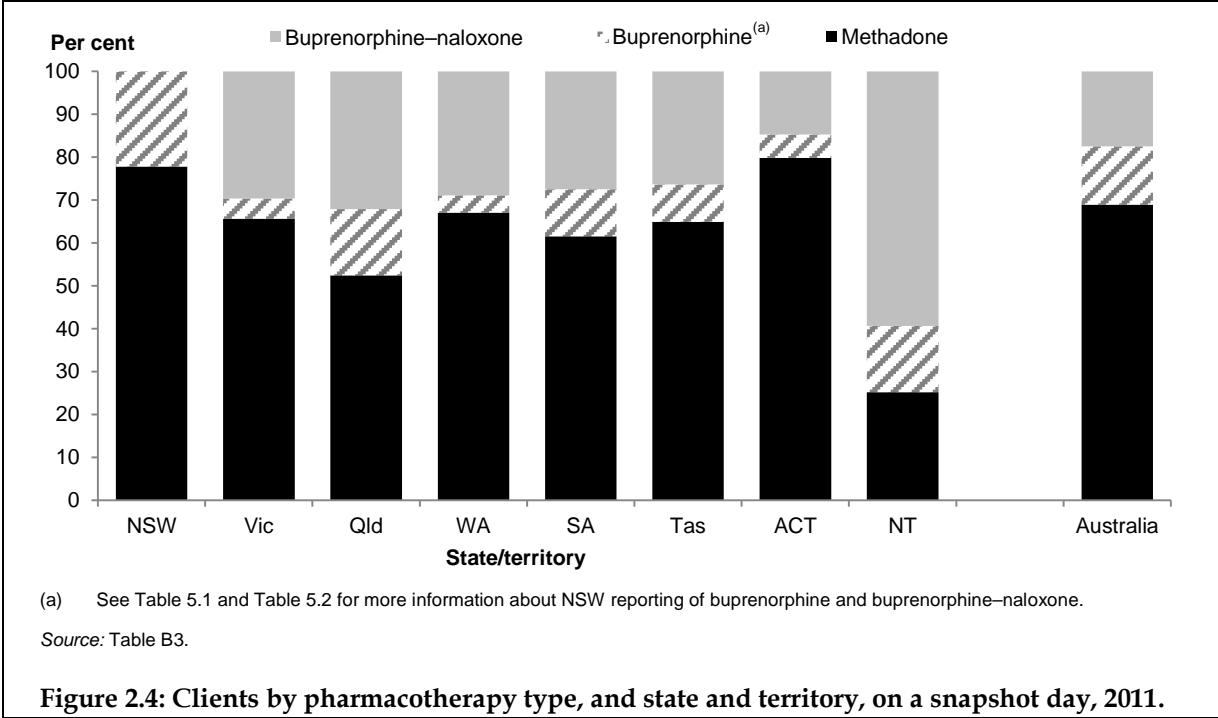 Per cent
Buprenorphine–naloxone Buprenorphine(a) Methadone
100
90
80
70
60
50
40
30
20
10
0
NSW Vic Qld WA SA Tas ACT NT Australia
State/territory
(a) See Table 5.1 and Table 5.2 for more information about NSW reporting of buprenorphine and buprenorphine–naloxone.
Source: Table B3.
Figure 2.4: Clients by pharmacotherapy type, and state and territory, on a snapshot day, 2011.